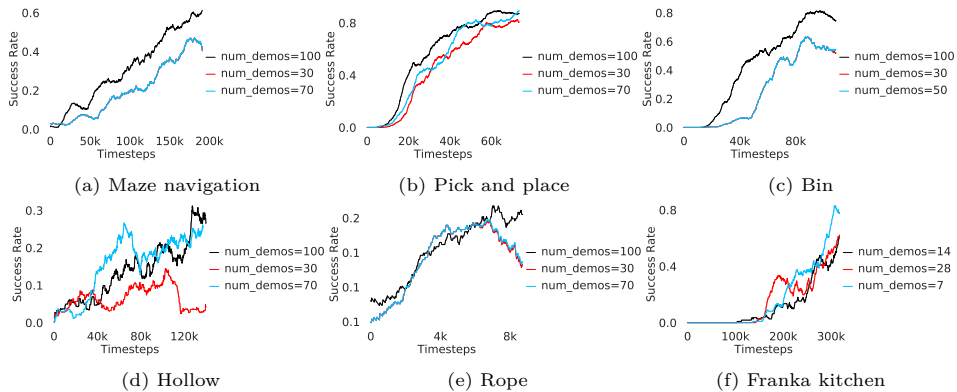 Success Rate
0.6
0.4
0.2
0.0
0 50k 100k 150k 200k
Timesteps
num_demos=100
num_demos=30
num_demos=70
(a) Maze navigation
Success Rate
0.8
0.4
0.0
20k 40k 60k
Timesteps
num_demos=100
num_demos=30
num_demos=70
(b) Pick and place
Success Rate
0.8
0.6
0.4
0.2
0.0
0 40k 80k
Timesteps
num_demos=100
num_demos=30
num_demos=50
(c) Bin
Success Rate
0.3
0.2
0.1
0.0
0 40k 80k 120k
Timesteps
num_demos=100
num_demos=30
num_demos=70
(d) Hollow
Success Rate
0.2
0.1
0.1
0.1
0 4k 8k
Timesteps
num_demos=100
num_demos=30
num_demos=70
(e) Rope
Success Rate
0.8
0.4
0.0
0 100k 200k 300k
Timesteps
num_demos=14
num_demos=28
num_demos=7
(f) Franka kitchen